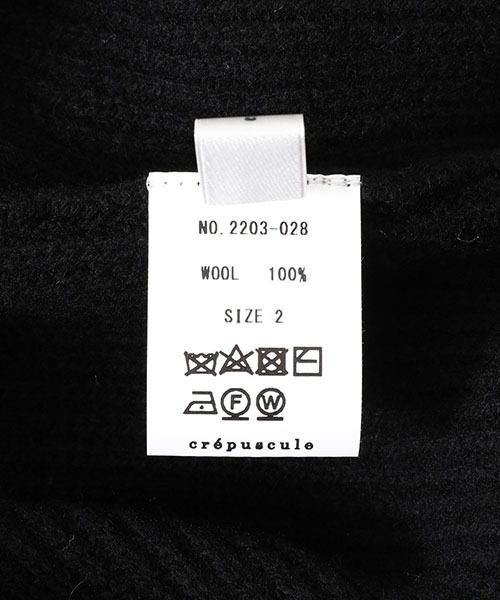 NO. 2203-028
WOOL 100%
SIZE 2
F W
crépuscule